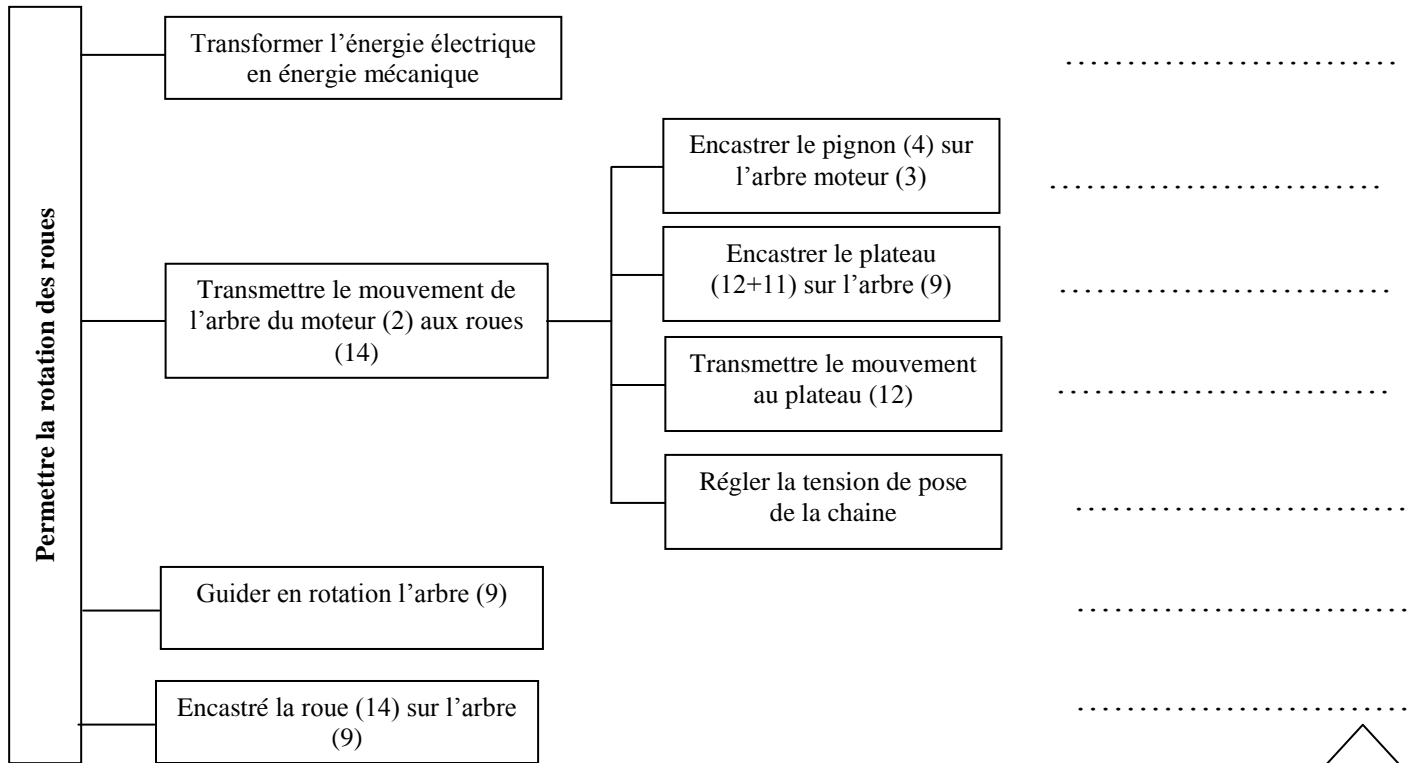 Permettre la rotation des roues
Transformer l’énergie électrique
en énergie mécanique
...........................
Transmettre le mouvement de
l’arbre du moteur (2) aux roues
(14)
Encastrer le pignon (4) sur
l’arbre moteur (3)
...........................
Encastrer le plateau
(12+11) sur l’arbre (9)
...........................
Transmettre le mouvement
au plateau (12)
...........................
Régler la tension de pose
de la chaine
...........................
Guider en rotation l’arbre (9)
...........................
Encastré la roue (14) sur l’arbre
(9)
...........................